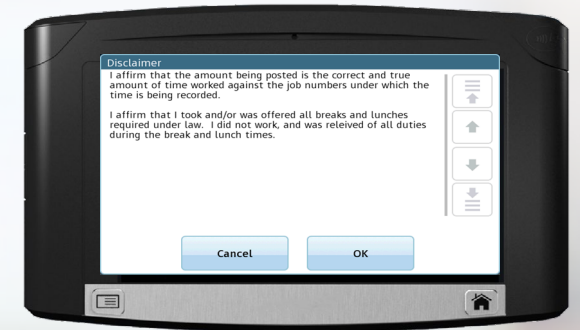 Disclaimer
I affirm that the amount being posted is the correct and true
amount of time worked against the job numbers under which the
time is being recorded.
I affirm that I took and/or was offered all breaks and lunches
required under law.  I did not work, and was releived of all duties
during the break and lunch times.
Cancel
OK